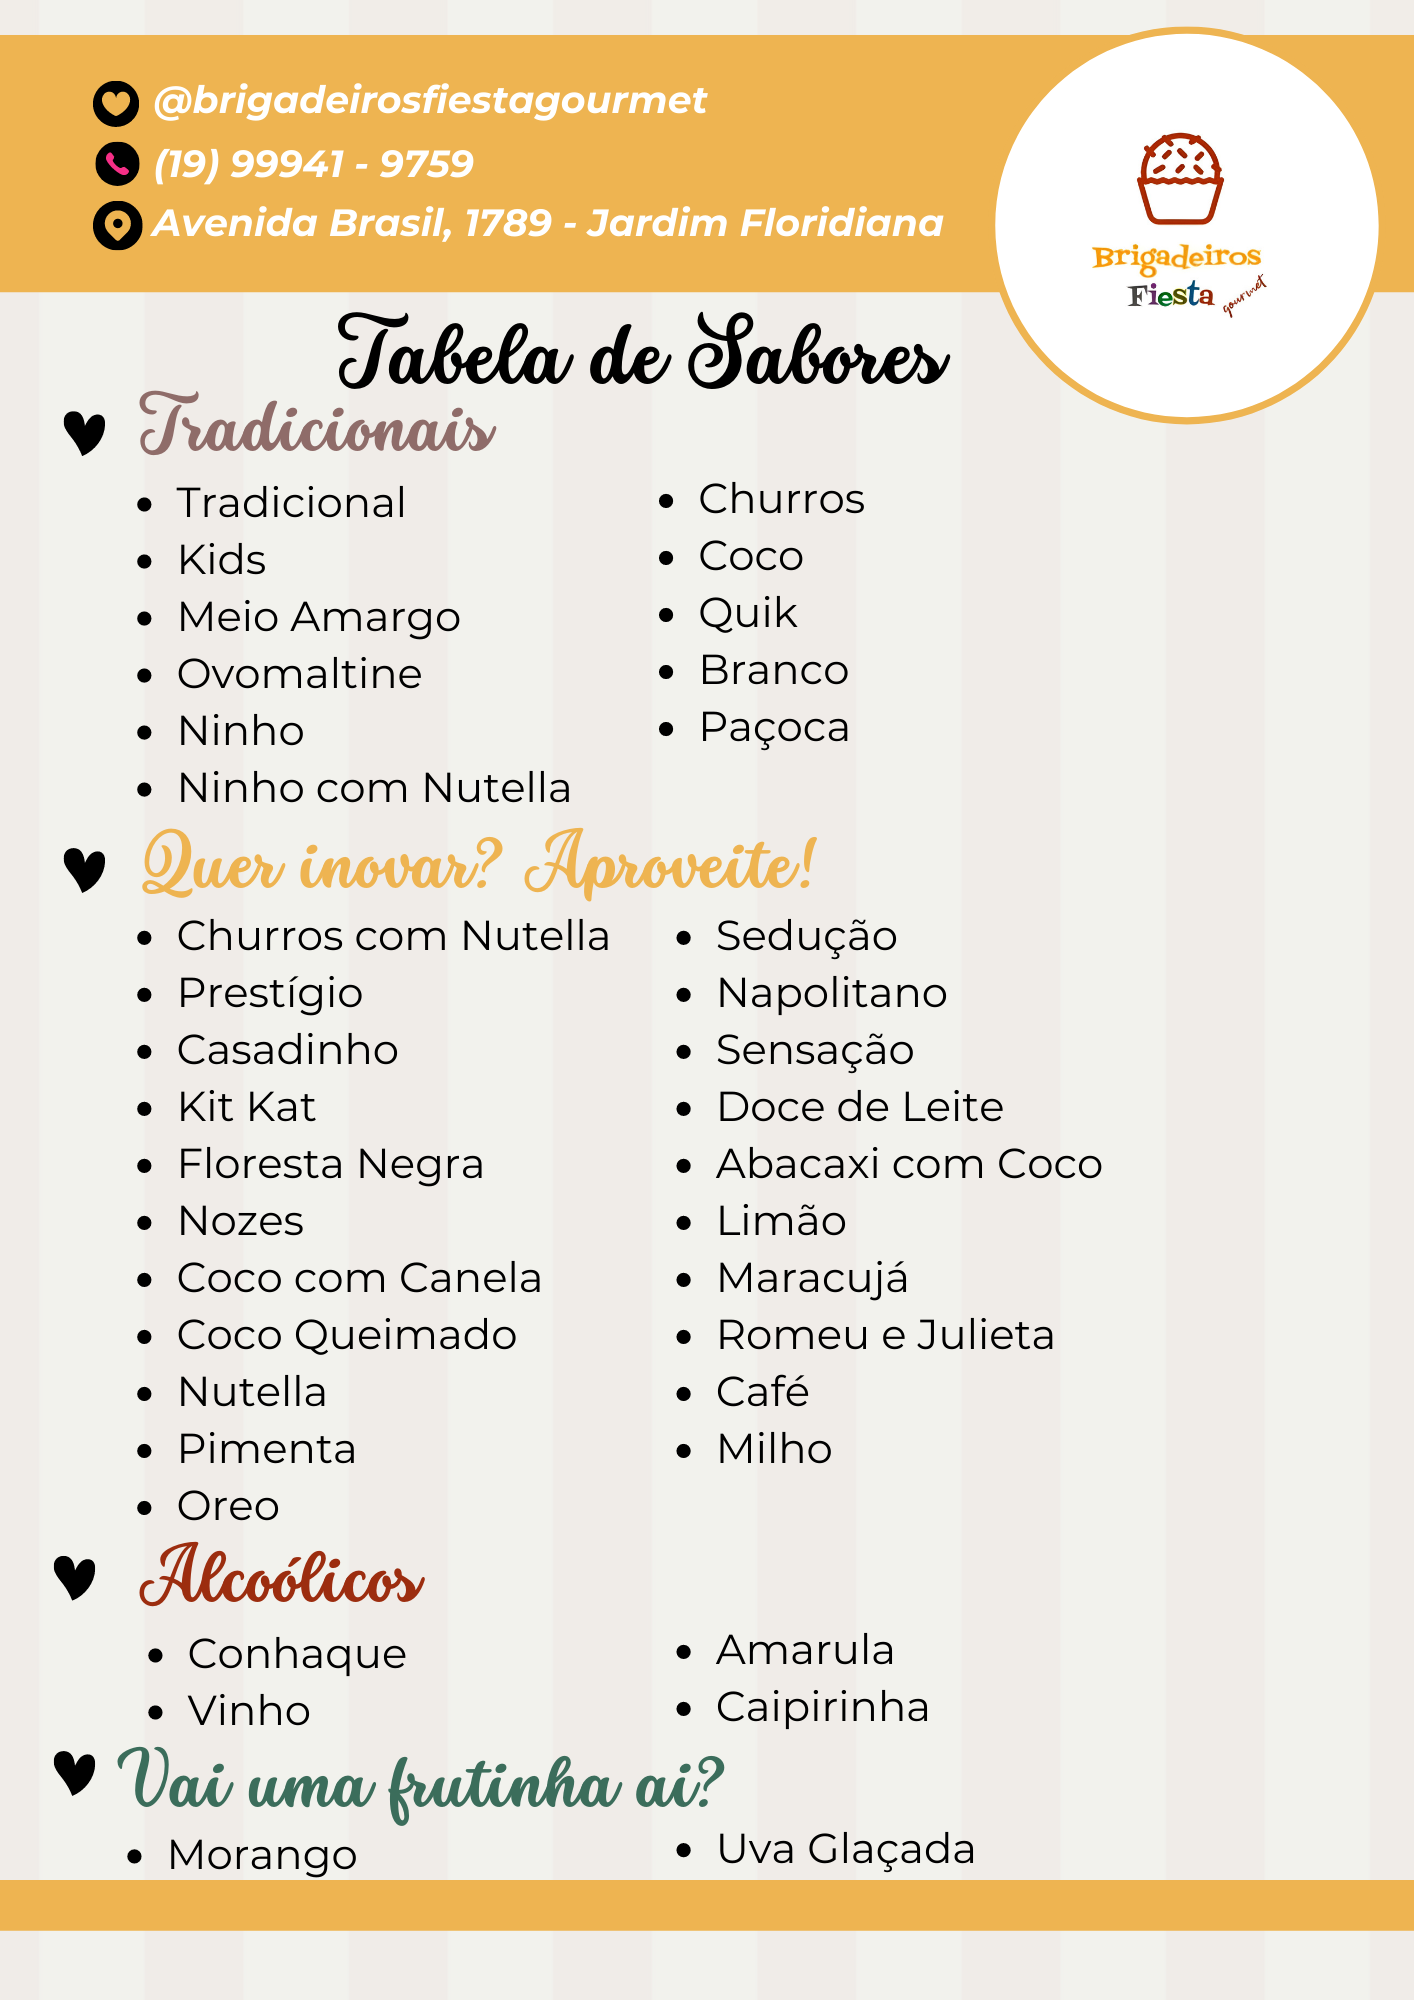 @brigadeirosfiestagourmet
(19) 99941 - 9759
Avenida Brasil, 1789 - Jardim Floridiana
Brigadeiros
Fiesta
gourmet
Tabela de Sabores
Tradicionais
Tradicional
Kids
Meio Amargo
Ovomaltine
Ninho
Ninho com Nutella
Churros
Coco
Quik
Branco
Paçoca
Quer inovar? Aproveite!
Churros com Nutella
Prestígio
Casadinho
Kit Kat
Floresta Negra
Nozes
Coco com Canela
Coco Queimado
Nutella
Pimenta
Oreo
Sedução
Napolitano
Sensação
Doce de Leite
Abacaxi com Coco
Limão
Maracujá
Romeu e Julieta
Café
Milho
Alcoólicos
Conhaque
Vinho
Amarula
Caipirinha
Vai uma frutinha ai?
Morango
Uva Glaçada